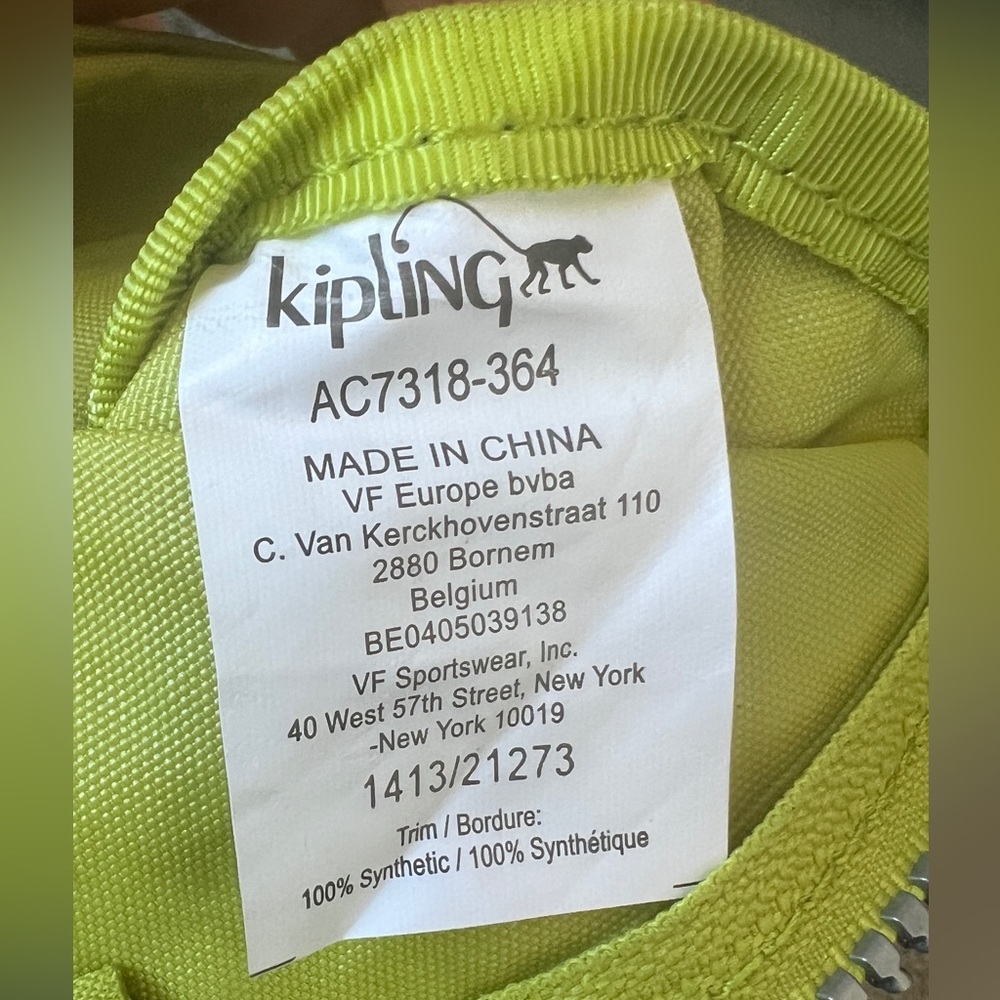 kipling
AC7318-364
MADE IN CHINA
VF Europe bvba
C. Van Kerckhovenstraat 110
2880 Bornem
Belgium
BE0405039138
VF Sportswear, Inc.
40 West 57th Street, New York
-New York 10019
1413/21273
Trim / Bordure:
100% Synthetic / 100% Synthétique